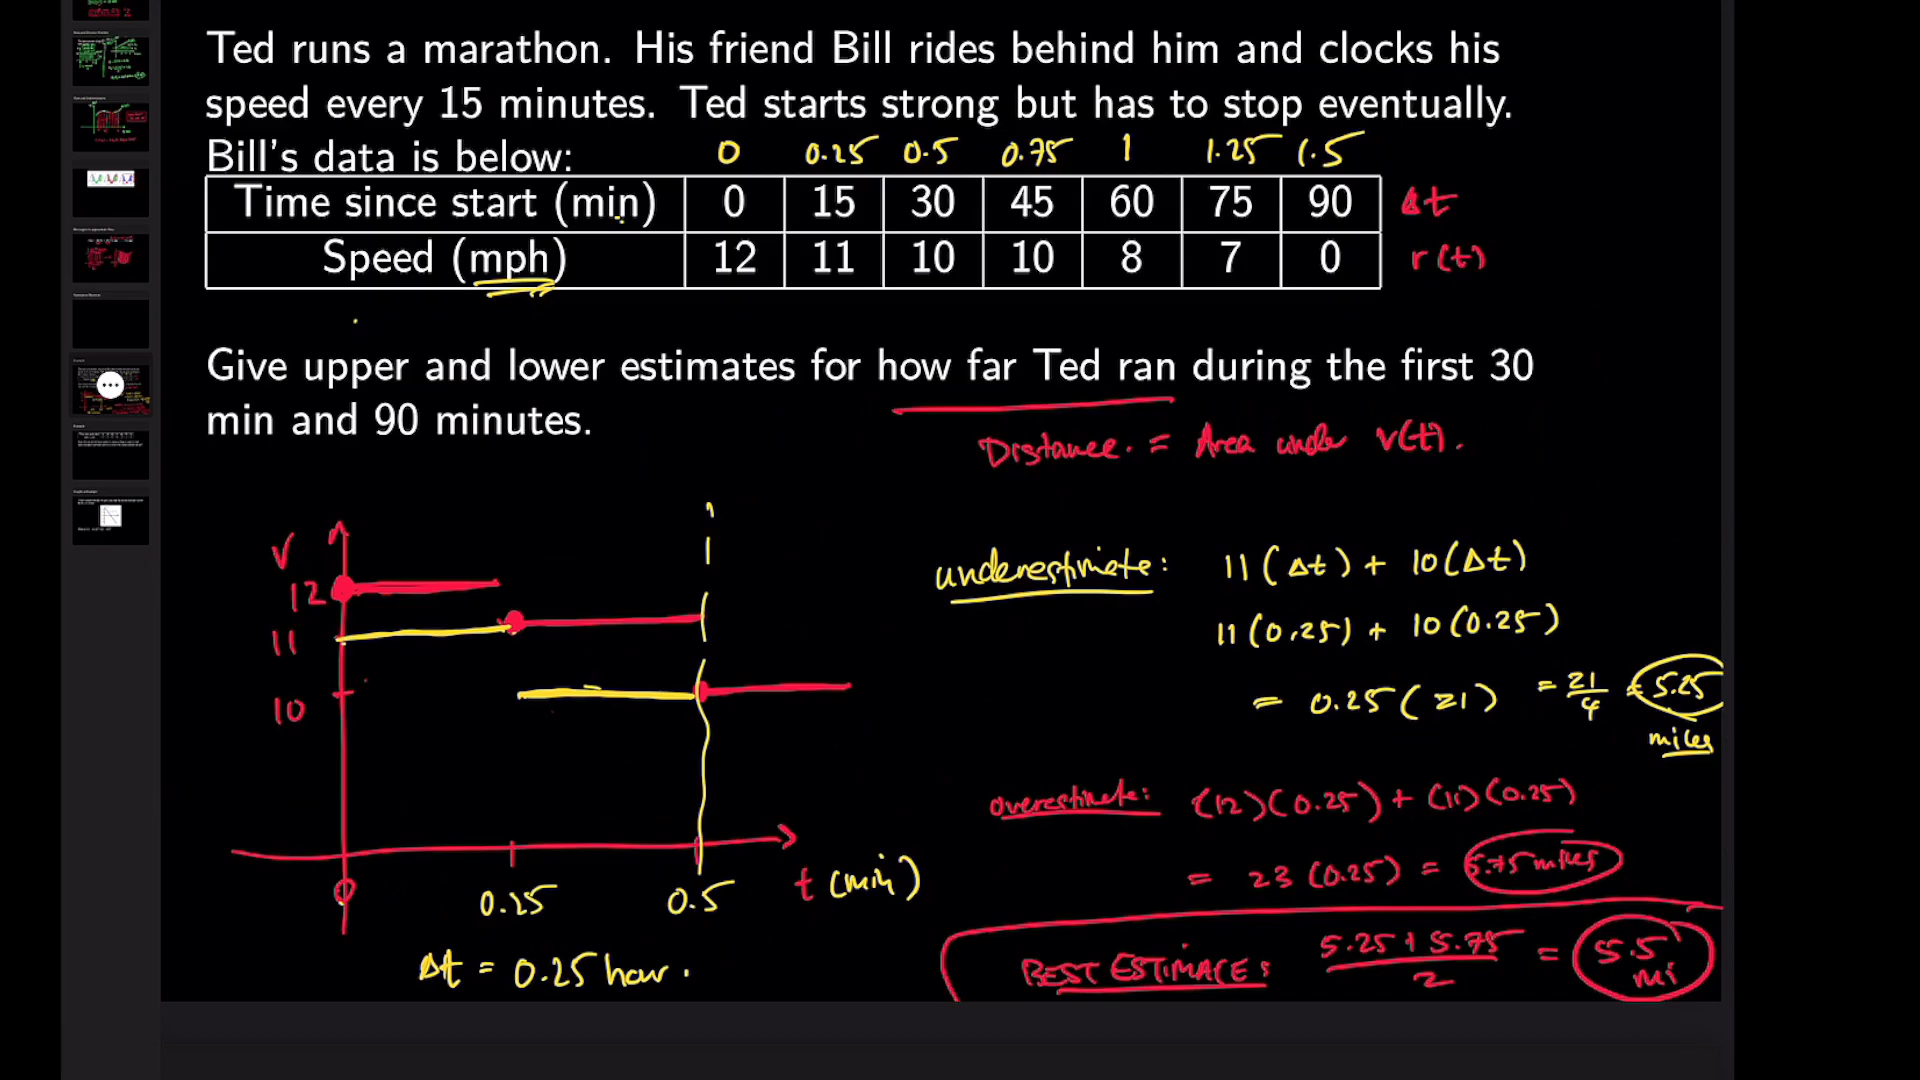 Ted runs a marathon. His friend Bill rides behind him and clocks his
speed every 15 minutes. Ted starts strong but has to stop eventually.
Bill's data is below:
0 0.25 0.5 0.75 1 1.25 1.5
Time since start (min) 0 15 30 45 60 75 90 Δt
Speed (mph) 12 11 10 10 8 7 0 r(t)
Give upper and lower estimates for how far Ted ran during the first 30
min and 90 minutes.
Distance. = Area under v(t).
V
12
11
10
0
0.25
0.5
t (min)
Δt = 0.25 hour.
underestimate: 11(Δt) + 10(Δt)
11(0.25) + 10(0.25)
= 0.25(21) = 21/4 = 5.25
miles
overestimate: (12)(0.25) + (11)(0.25)
= 23(0.25) = 5.75 miles
BEST ESTIMATE: 5.25 + 5.75 / 2 = 5.5
mi